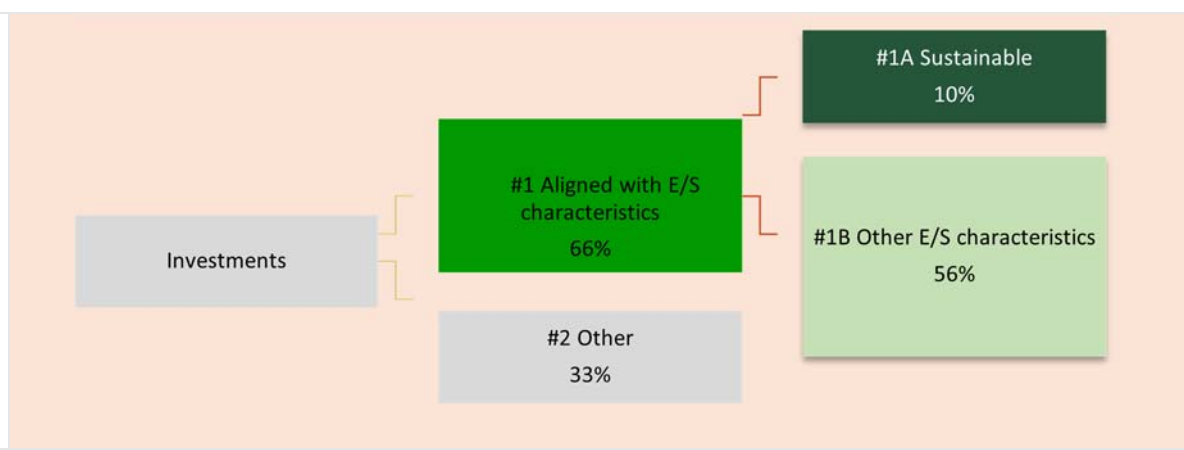 Investments
#1 Aligned with E/S
characteristics
66%
#2 Other
33%
#1A Sustainable
10%
#1B Other E/S characteristics
56%